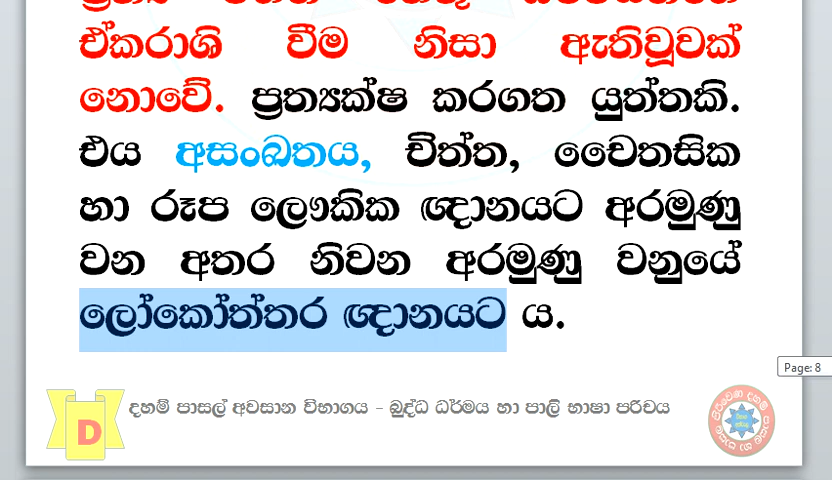 ඒකරාශි වීම නිසා ඇතිවූවක්
නොවේ. ප්‍රත්‍යක්ෂ කරගත යුත්තකි.
එය අසංඛතය, චිත්ත, චෛතසික
හා රූප ලෞකික ඥානයට අරමුණු
වන අතර නිවන අරමුණු වනුයේ
ලෝකෝත්තර ඥානයට ය.
Page: 8
D
දහම් පාසල් අවසාන විභාගය - බුද්ධ ධර්මය හා පාලි භාෂා පරිචය